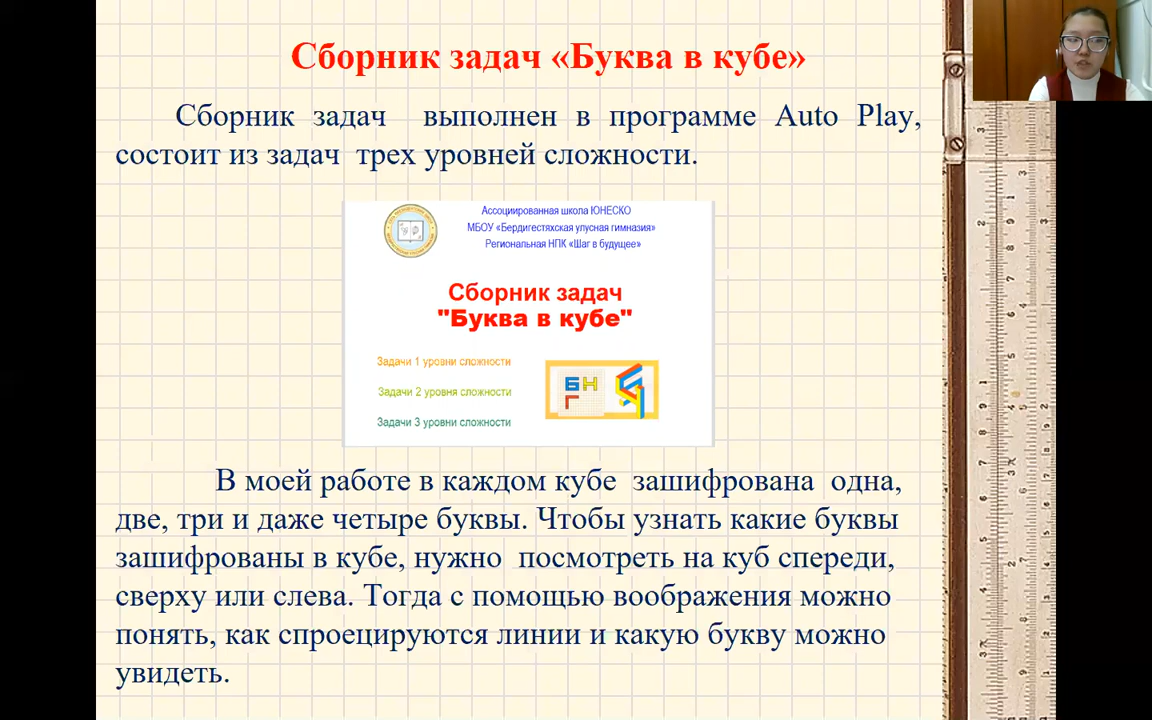 Сборник задач «Буква в кубе»
Сборник задач выполнен в программе Auto Play,
состоит из задач трех уровней сложности.
Ассоциированная школа ЮНЕСКО
МБОУ «Бердигестяхская улусная гимназия»
Региональная НПК «Шаг в будущее»
Сборник задач
"Буква в кубе"
Задачи 1 уровни сложности
Задачи 2 уровня сложности
Задачи 3 уровни сложности
Б Н
Г
В моей работе в каждом кубе зашифрована одна,
две, три и даже четыре буквы. Чтобы узнать какие буквы
зашифрованы в кубе, нужно посмотреть на куб спереди,
сверху или слева. Тогда с помощью воображения можно
понять, как спроецируются линии и какую букву можно
увидеть.